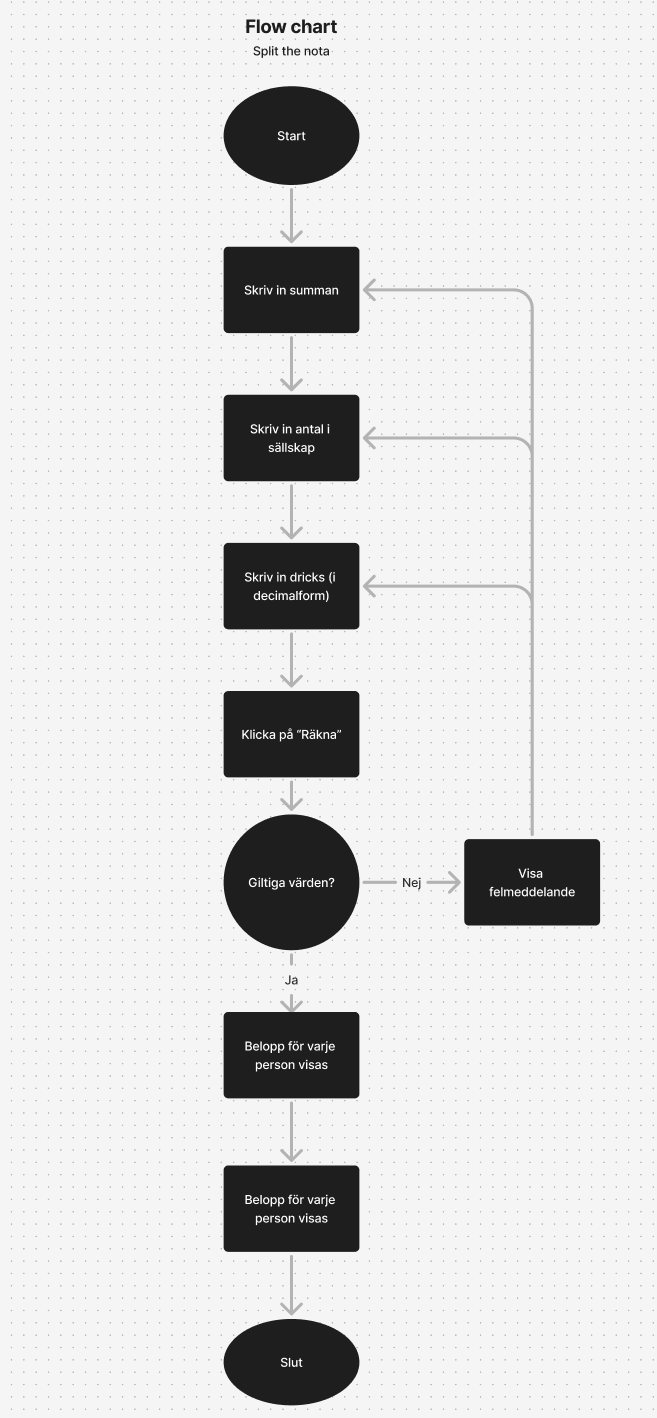 Flow chart
Split the nota
Start
Skriv in summan
Skriv in antal i
sällskap
Skriv in dricks (i
decimalform)
Klicka på ”Räkna”
Giltiga värden?
Nej
Visa
felmeddelande
Ja
Belopp för varje
person visas
Belopp för varje
person visas
Slut